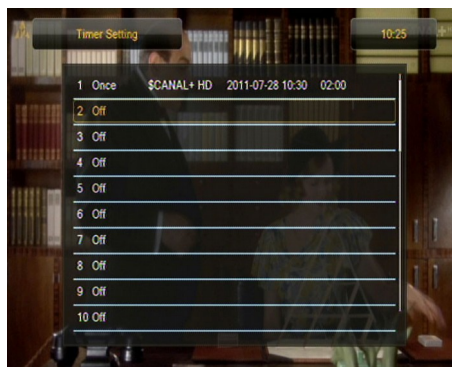 Timer Setting 10:25
1 Once $CANAL+ HD 2011-07-28 10:30 02:00
2 Off
3 Off
4 Off
5 Off
6 Off
7 Off
8 Off
9 Off
10 Off